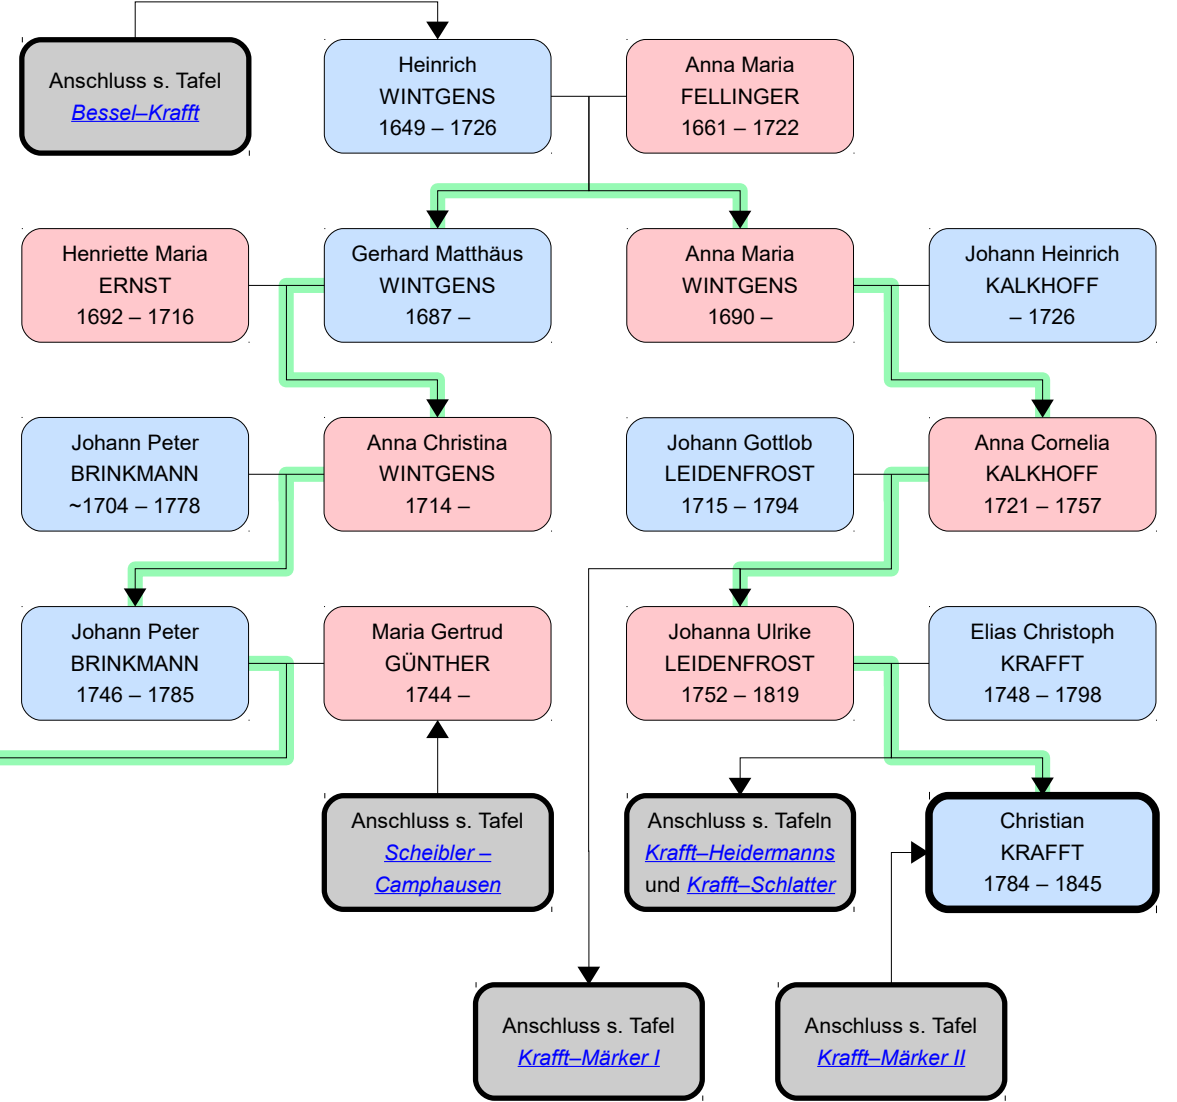 Anschluss s. Tafel
Bessel–Krafft
Heinrich
WINTGENS
1649 – 1726
Anna Maria
FELLINGER
1661 – 1722
Henriette Maria
ERNST
1692 – 1716
Gerhard Matthäus
WINTGENS
1687 –
Anna Maria
WINTGENS
1690 –
Johann Heinrich
KALKHOFF
– 1726
Johann Peter
BRINKMANN
~1704 – 1778
Anna Christina
WINTGENS
1714 –
Johann Gottlob
LEIDENFROST
1715 – 1794
Anna Cornelia
KALKHOFF
1721 – 1757
Johann Peter
BRINKMANN
1746 – 1785
Maria Gertrud
GÜNTHER
1744 –
Johanna Ulrike
LEIDENFROST
1752 – 1819
Elias Christoph
KRAFFT
1748 – 1798
Anschluss s. Tafel
Scheibler –
Camphausen
Anschluss s. Tafeln
Krafft–Heidermanns
und Krafft–Schlatter
Christian
KRAFFT
1784 – 1845
Anschluss s. Tafel
Krafft–Märker I
Anschluss s. Tafel
Krafft–Märker II